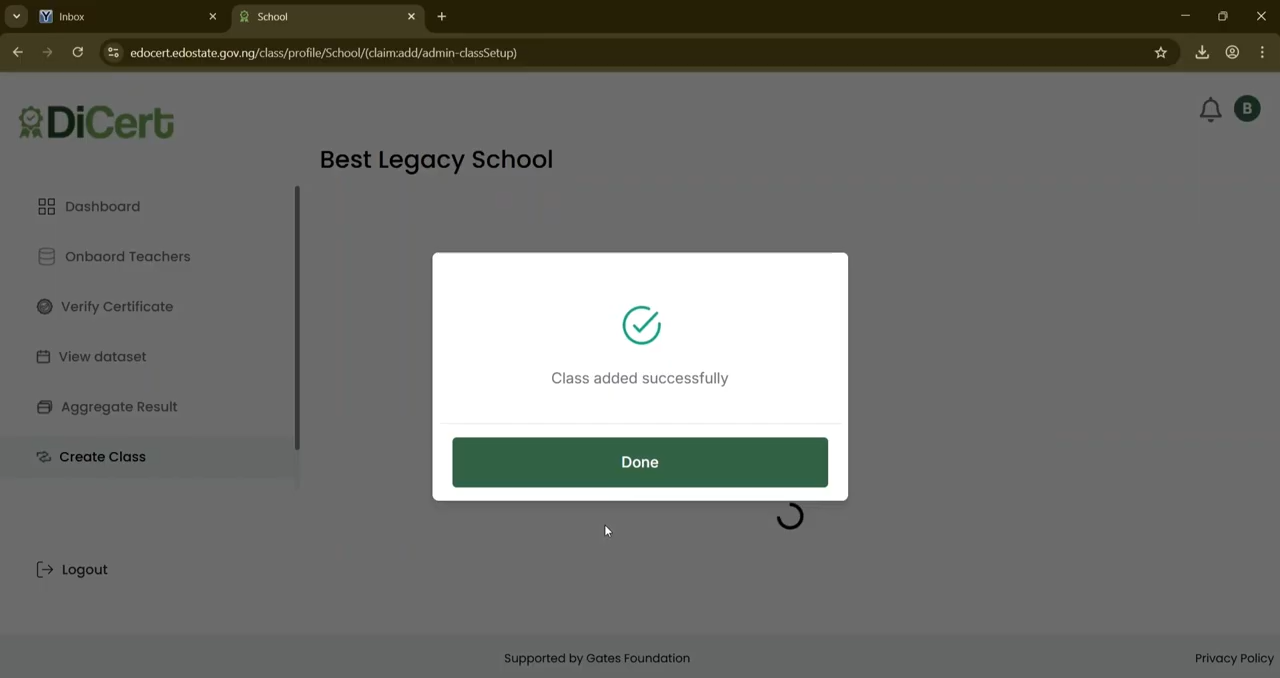 Inbox
School
edocert.edostate.gov.ng/class/profile/School/(claim:add/admin-classSetup)
DiCert
B
Best Legacy School
Dashboard
Onbaord Teachers
Verify Certificate
View dataset
Aggregate Result
Create Class
Class added successfully
Done
Logout
Supported by Gates Foundation
Privacy Policy